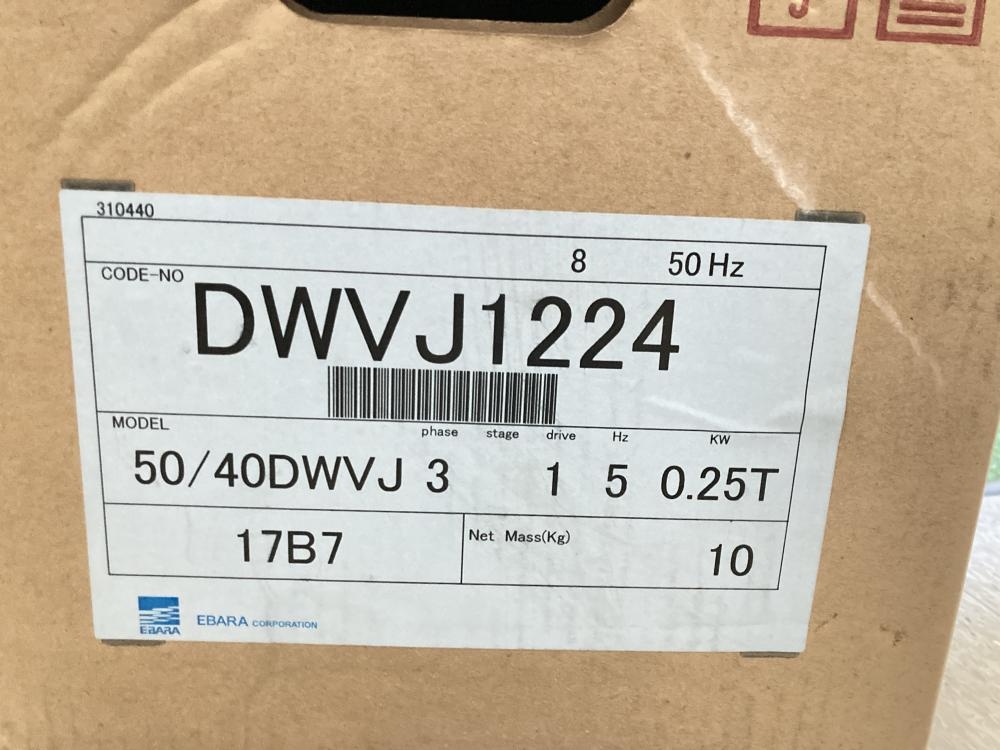 310440
8 50 Hz
CODE-NO
DWVJ1224
MODEL
phase stage drive Hz KW
50/40DWVJ 3 1 5 0.25T
17B7
Net Mass(Kg)
10
EBARA
EBARA CORPORATION